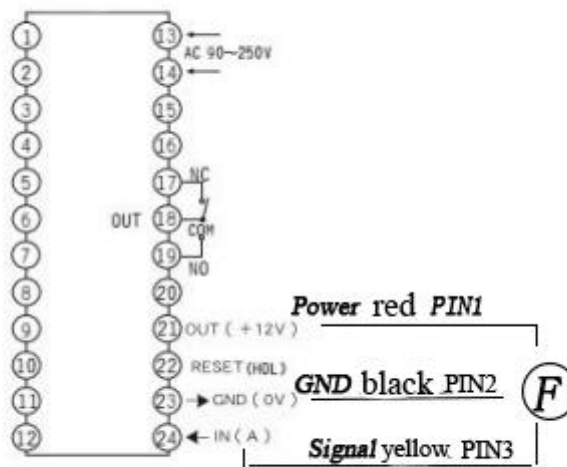 1 13
AC 90~250V
2 14
3 15
4 16
5 17 NC
6 OUT 18 COM
7 19 NO
8 20
Power red PIN1
9 21 OUT ( +12V)
10 22 RESET(HOL)
GND black PIN2
11 23 GND ( 0V)
F
12 24 IN ( A )
Signal yellow PIN3